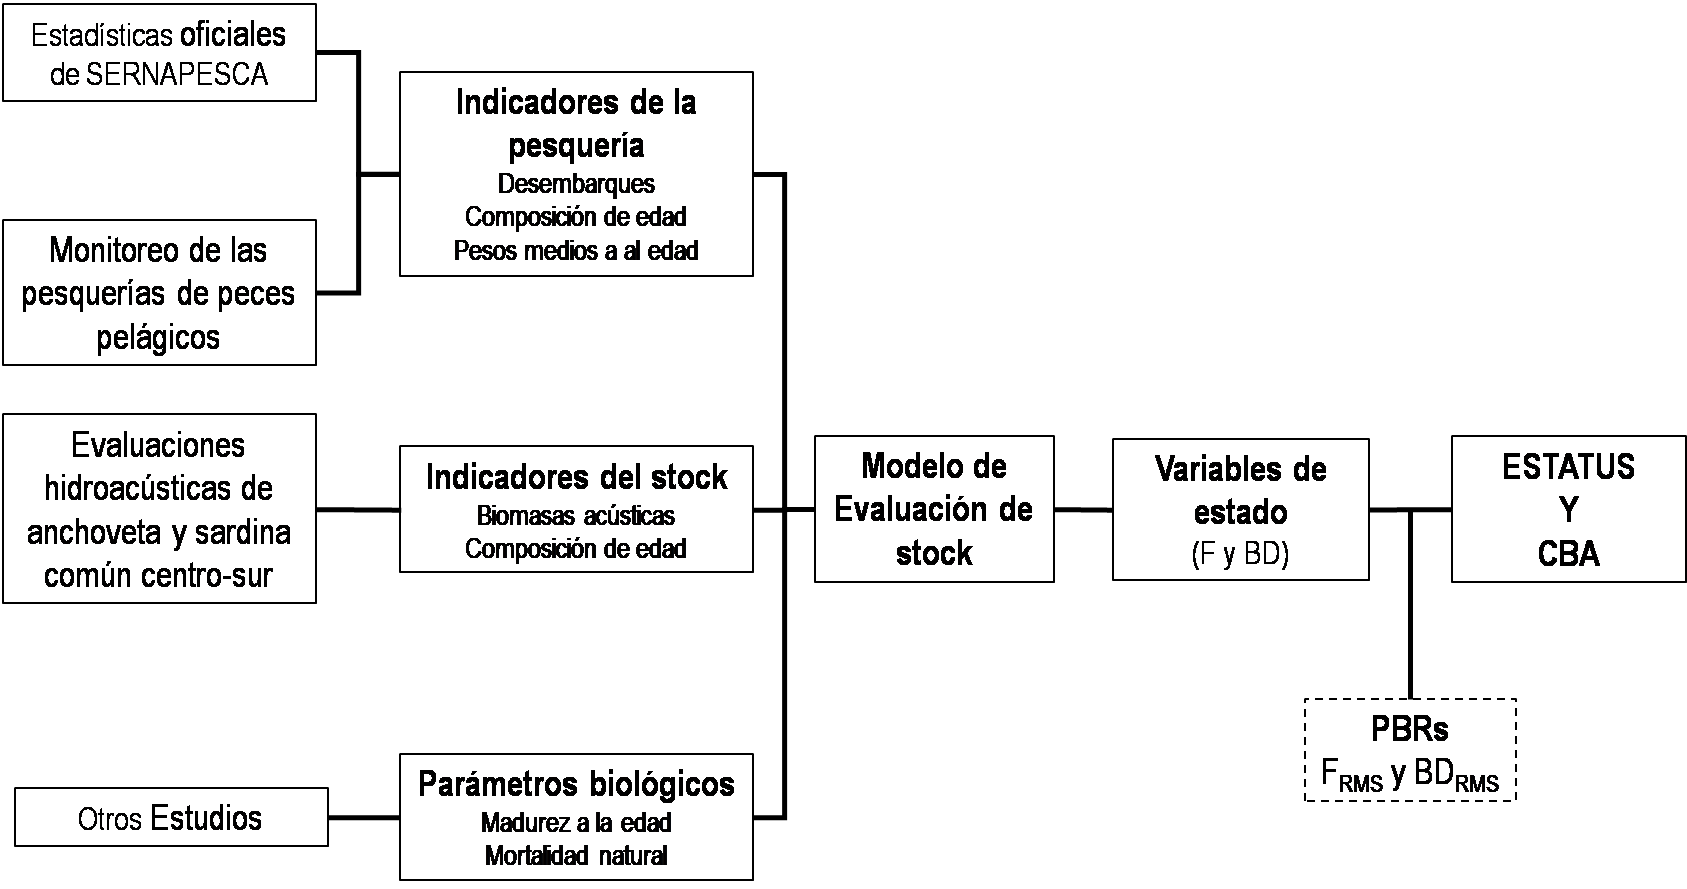 Estadísticas oficiales
de SERNAPESCA
Monitoreo de las
pesquerías de peces
pelágicos
Evaluaciones
hidroacústicas de
anchoveta y sardina
común centro-sur
Otros Estudios
Indicadores de la
pesquería
Desembarques
Composición de edad
Pesos medios a al edad
Indicadores del stock
Biomasas acústicas
Composición de edad
Parámetros biológicos
Madurez a la edad
Mortalidad natural
Modelo de
Evaluación de
stock
Variables de
estado
(F y BD)
ESTATUS
Y
CBA
PBRs
FRMS y BDRMS